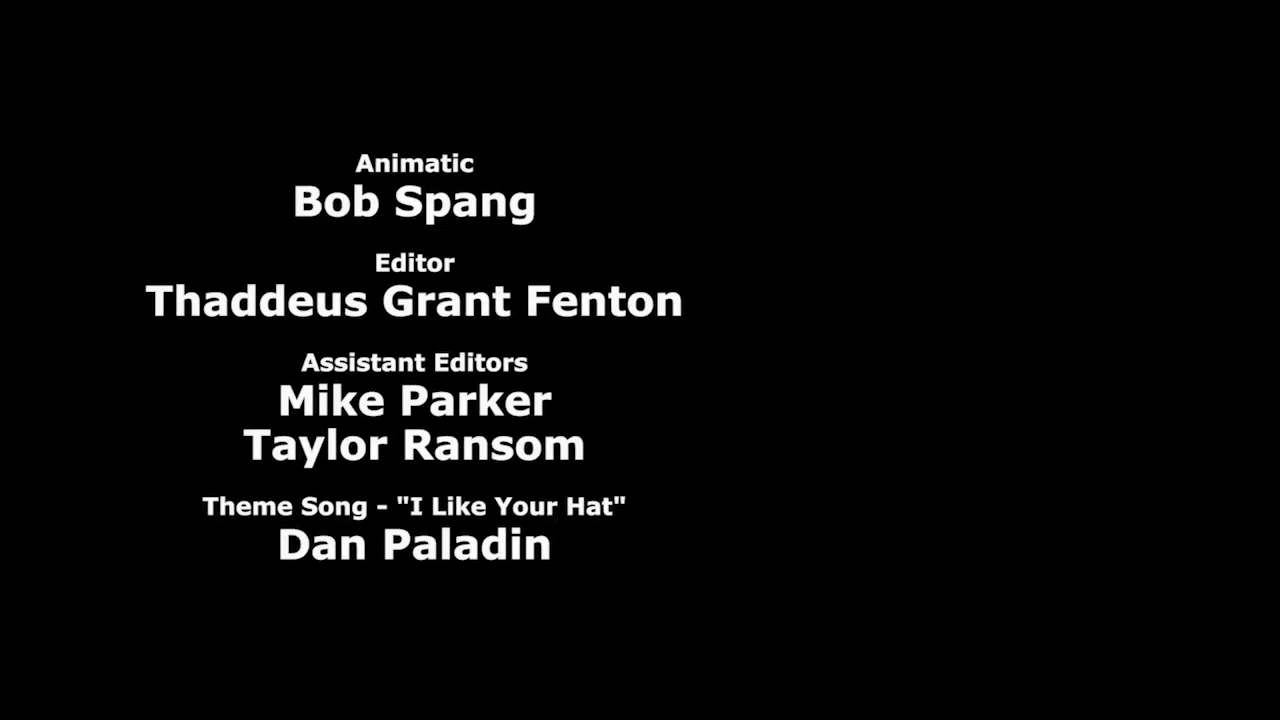 Animatic
Bob Spang
Editor
Thaddeus Grant Fenton
Assistant Editors
Mike Parker
Taylor Ransom
Theme Song - "I Like Your Hat"
Dan Paladin